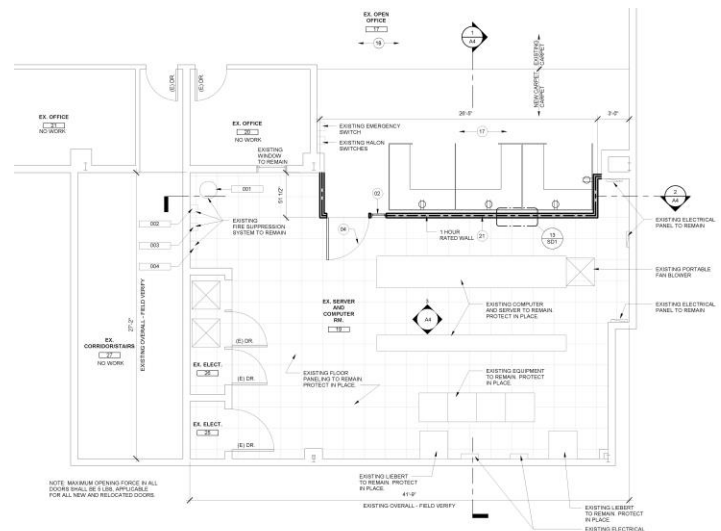 EX. OPEN
OFFICE
17
18
1
A4
EXISTING
CARPET
NEW CARPET
CARPET
(E) DR.
(E) DR.
EX. OFFICE
21
NO WORK
EX. OFFICE
20
NO WORK
EXISTING EMERGENCY
SWITCH
EXISTING HALON
SWITCHES
EXISTING
WINDOW
TO REMAIN
26'-0"
3'-0"
17
001
51 1/2"
02
2
A4
002
003
004
EXISTING
FIRE SUPPRESSION
SYSTEM TO REMAIN
04
1 HOUR
RATED WALL
21
15
SD1
EXISTING ELECTRICAL
PANEL TO REMAIN
EXISTING PORTABLE
FAN BLOWER
EXISTING ELECTRICAL
PANEL TO REMAIN
27'-2"
EXISTING OVERALL - FIELD VERIFY
EX. SERVER
AND
COMPUTER
RM.
19
3
A4
EXISTING COMPUTER
AND SERVER TO REMAIN
PROTECT IN PLACE.
EX.
CORRIDOR/STAIRS
27
NO WORK
(E) DR.
EX. ELECT.
26
(E) DR.
EXISTING FLOOR
PANELING TO REMAIN
PROTECT IN PLACE.
EXISTING EQUIPMENT
TO REMAIN. PROTECT
IN PLACE.
EX. ELECT.
25
(E) DR.
NOTE: MAXIMUM OPENING FORCE IN ALL
DOORS SHALL BE 5 LBS. APPLICABLE
FOR ALL NEW AND RELOCATED DOORS.
EXISTING LIEBERT
TO REMAIN. PROTECT
IN PLACE.
41'-9"
EXISTING OVERALL - FIELD VERIFY
EXISTING LIEBERT
TO REMAIN. PROTECT
IN PLACE.
EXISTING ELECTRICAL